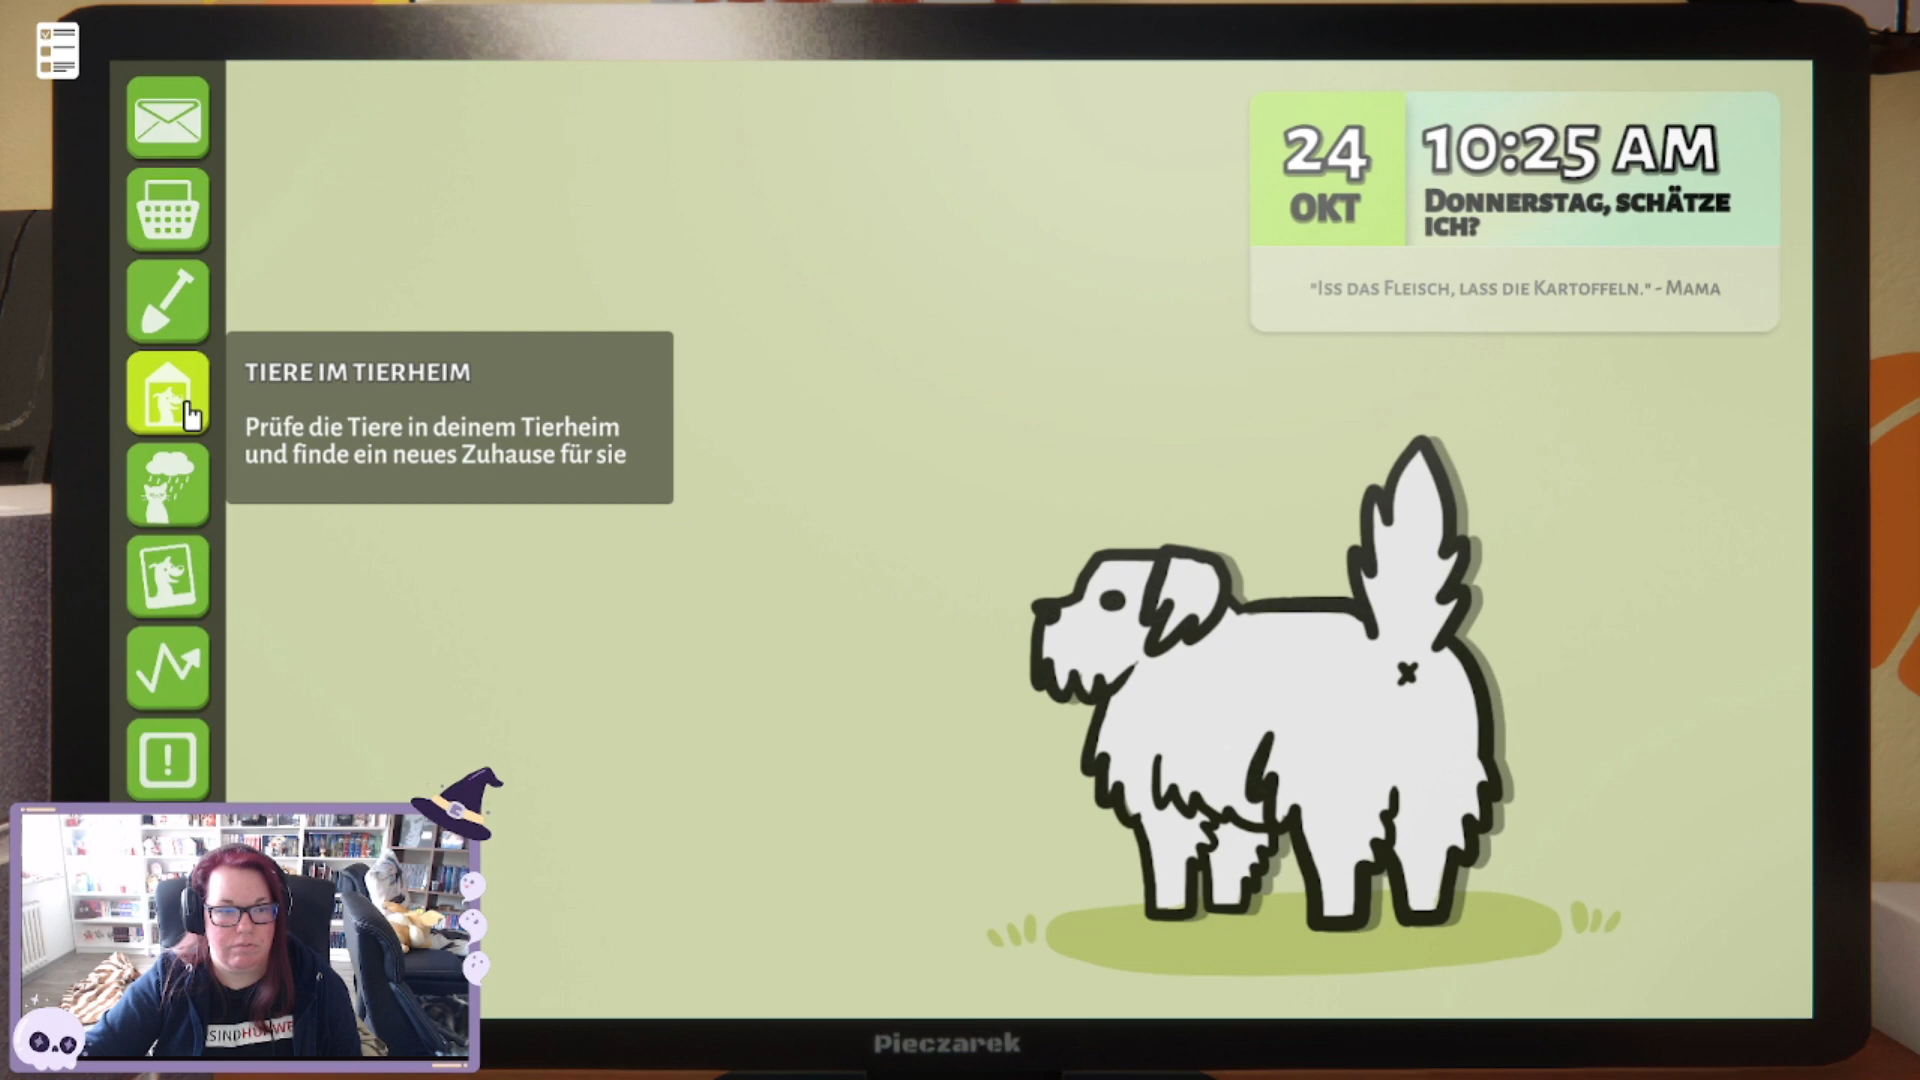 24
OKT
10:25 AM
DONNERSTAG, SCHÄTZE
ICH?
"ISS DAS FLEISCH, LASS DIE KARTOFFELN." - MAMA
TIERE IM TIERHEIM
Prüfe die Tiere in deinem Tierheim
und finde ein neues Zuhause für sie
Pieczarek